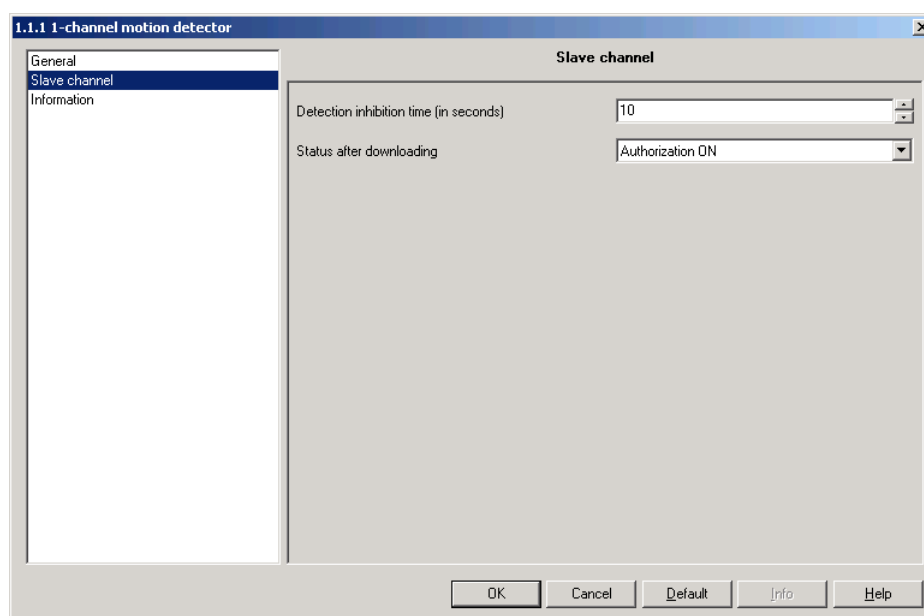 1.1.1 1-channel motion detector
General
Slave channel
Information
Slave channel
Detection inhibition time (in seconds)
10
Status after downloading
Authorization ON
OK
Cancel
Default
Info
Help